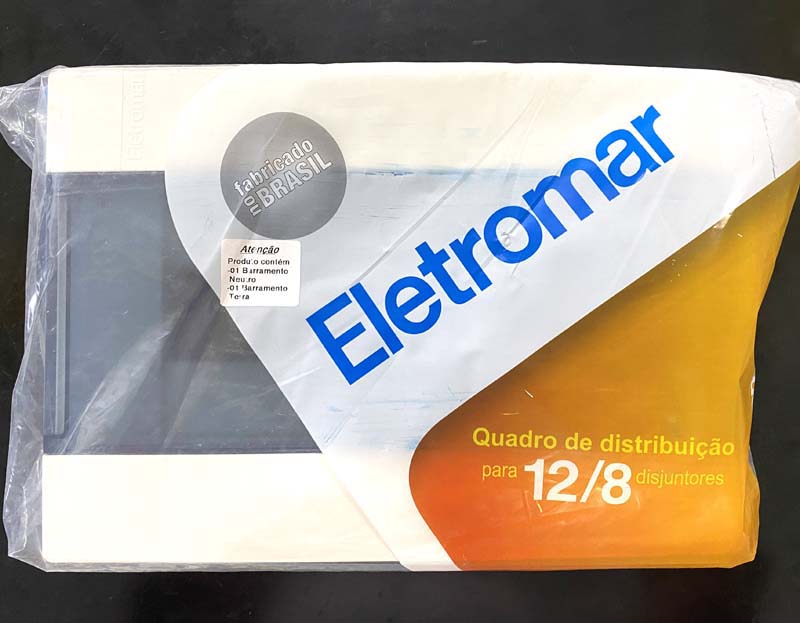 Eletromar
fabricado
no BRASIL
Atenção
Produto contém
-01 Barramento
Neutro
-01 Barramento
Terra
Eletromar
Quadro de distribuição
para 12/8 disjuntores